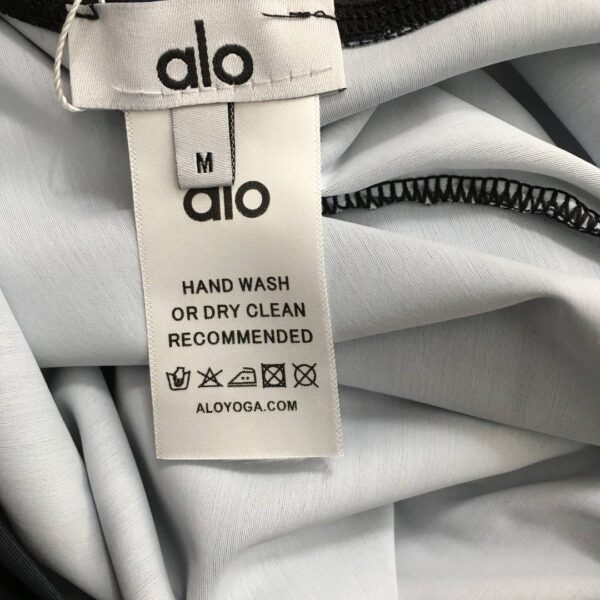 alo
M
alo
HAND WASH
OR DRY CLEAN
RECOMMENDED
ALOYOGA.COM